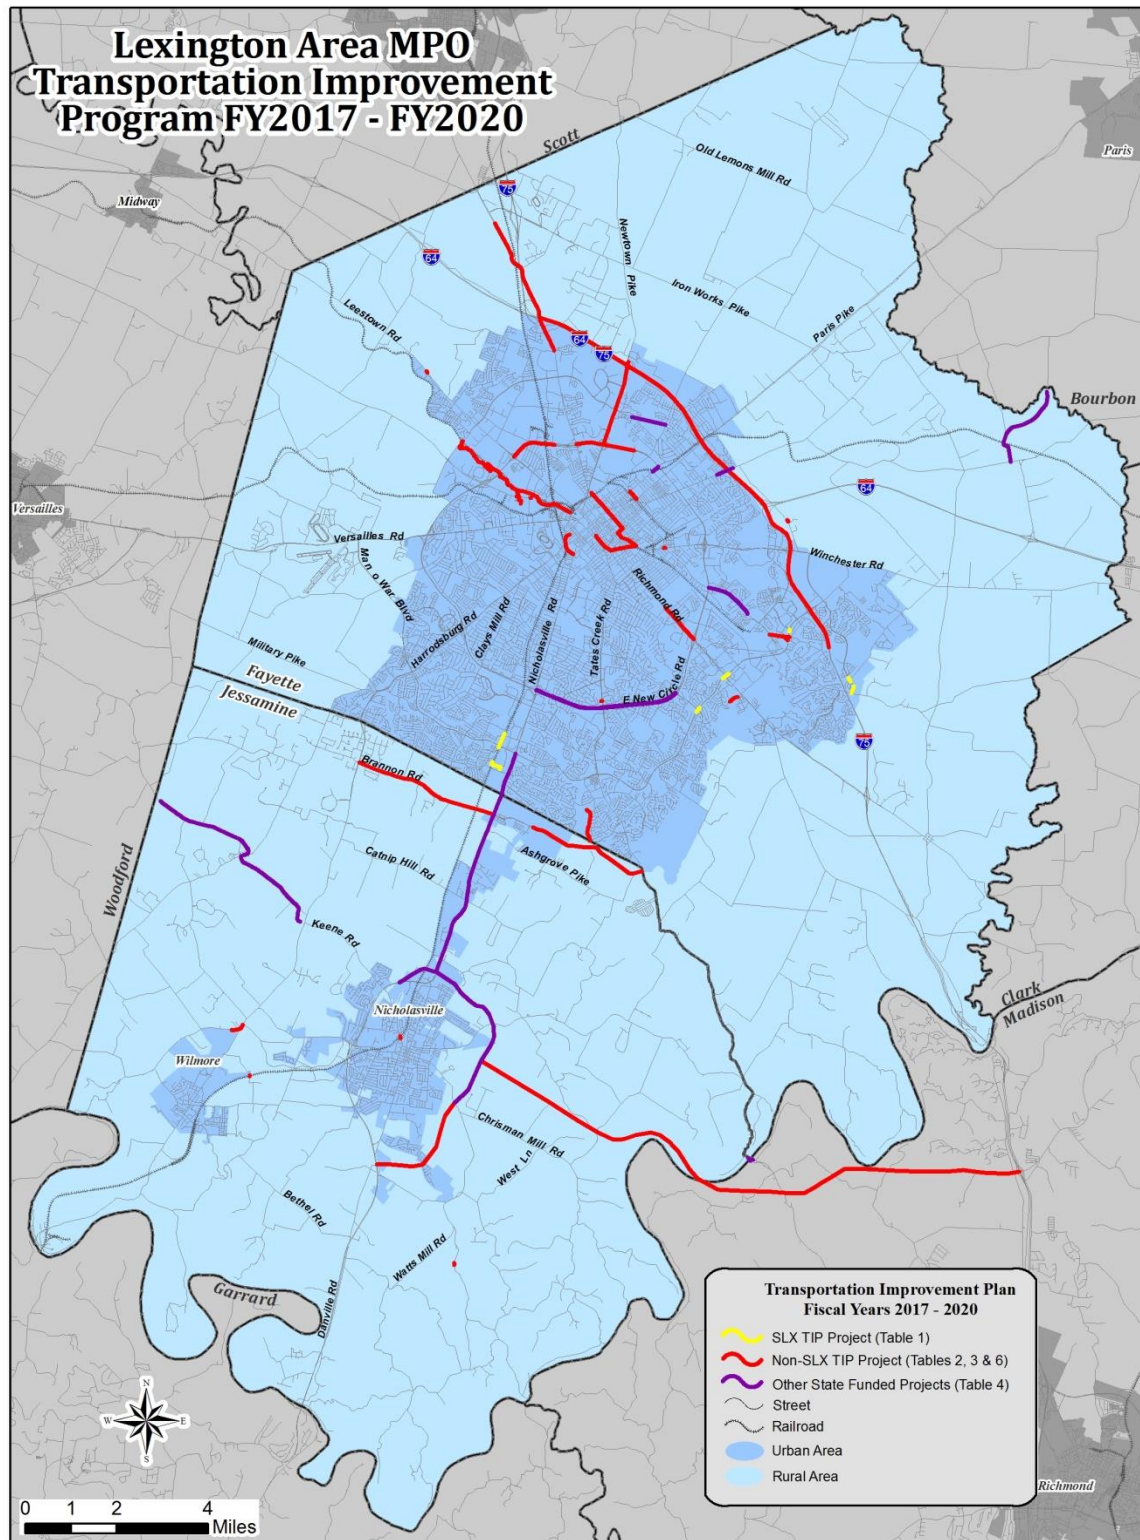 Lexington Area MPO
Transportation Improvement
Program FY2017 - FY2020
Scott
Paris
75
Old Lemons Mill Rd
Midway
Newtown Pike
64
Iron Works Pike
Leestown Rd
Paris Pike
64
75
Bourbon
64
Versailles
Versailles Rd
Man o War Blvd
Winchester Rd
Richmond Rd
Harrodsburg Rd
Clays Mill Rd
Nicholasville Rd
Tates Creek Rd
Military Pike
Fayette
Jessamine
E New Circle Rd
75
Brannon Rd
Catnip Hill Rd
Ashgrove Pike
Woodford
Keene Rd
Clark
Madison
Nicholasville
Wilmore
Chrisman Mill Rd
West Ln
Bethel Rd
Watts Mill Rd
Garrard
Danville Rd
Transportation Improvement Plan
Fiscal Years 2017 - 2020
SLX TIP Project (Table 1)
Non-SLX TIP Project (Tables 2, 3 & 6)
Other State Funded Projects (Table 4)
Street
Railroad
Urban Area
Rural Area
N
W E
S
Richmond
0 1 2 4
Miles